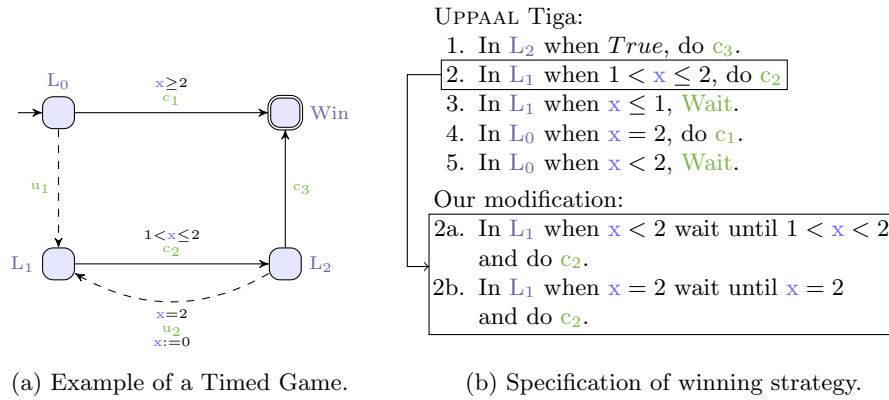 L₀
x≥2
c₁
Win
u₁
c₃
1<x≤2
c₂
L₁
L₂
x=2
u₂
x:=0
(a) Example of a Timed Game.
UPPAAL Tiga:
1. In L₂ when True, do c₃.
2. In L₁ when 1 < x ≤ 2, do c₂
3. In L₁ when x ≤ 1, Wait.
4. In L₀ when x = 2, do c₁.
5. In L₀ when x < 2, Wait.
Our modification:
2a. In L₁ when x < 2 wait until 1 < x < 2
and do c₂.
2b. In L₁ when x = 2 wait until x = 2
and do c₂.
(b) Specification of winning strategy.